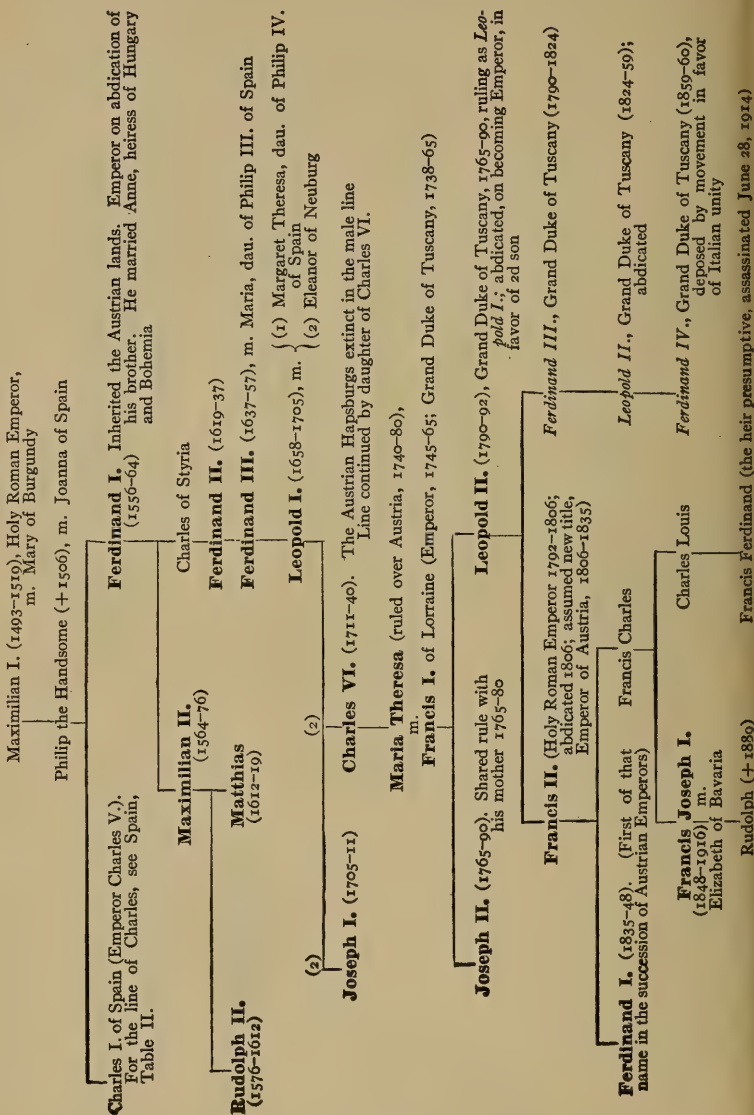 Maximilian I. (1493–1519), Holy Roman Emperor,
m. Mary of Burgundy
Philip the Handsome (+ 1506), m. Joanna of Spain
Charles I. of Spain (Emperor Charles V.).
For the line of Charles, see Spain,
Table II.
Ferdinand I. Inherited the Austrian lands. Emperor on abdication of
(1556–64) his brother. He married Anne, heiress of Hungary
and Bohemia
Maximilian II.
(1564–76)
Charles of Styria
Rudolph II.
(1576–1612)
Matthias
(1612–19)
Ferdinand II. (1619–37)
Ferdinand III. (1637–57), m. Maria, dau. of Philip III. of Spain
Leopold I. (1658–1705), m. { (1) Margaret Theresa, dau. of Philip IV.
of Spain
(2) Eleanor of Neuburg
(2) (2)
Joseph I. (1705–11)
Charles VI. (1711–40). The Austrian Hapsburgs extinct in the male line
Line continued by daughter of Charles VI.
Maria Theresa (ruled over Austria, 1740–80),
m.
Francis I. of Lorraine (Emperor, 1745–65; Grand Duke of Tuscany, 1738–65)
Joseph II. (1765–90). Shared rule with
his mother 1765–80
Leopold II. (1790–92), Grand Duke of Tuscany, 1765–90, ruling as Leo-
pold I.; abdicated, on becoming Emperor, in
favor of 2d son
Francis II. (Holy Roman Emperor 1792–1806;
abdicated 1806; assumed new title,
Emperor of Austria, 1806–1835)
Ferdinand III., Grand Duke of Tuscany (1790–1824)
Ferdinand I. (1835–48). (First of that
name in the succession of Austrian Emperors)
Francis Charles
Leopold II., Grand Duke of Tuscany (1824–59);
abdicated
Francis Joseph I.
(1848–1916)
m.
Elizabeth of Bavaria
Charles Louis
Ferdinand IV., Grand Duke of Tuscany (1859–60),
deposed by movement in favor
of Italian unity
Rudolph (+ 1889)
Francis Ferdinand (the heir presumptive, assassinated June 28, 1914)